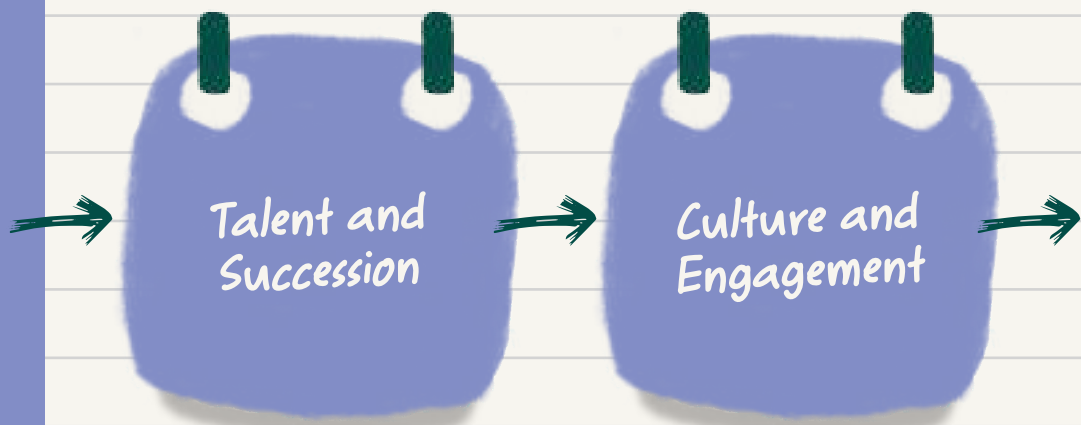 Talent and
Succession
Culture and
Engagement